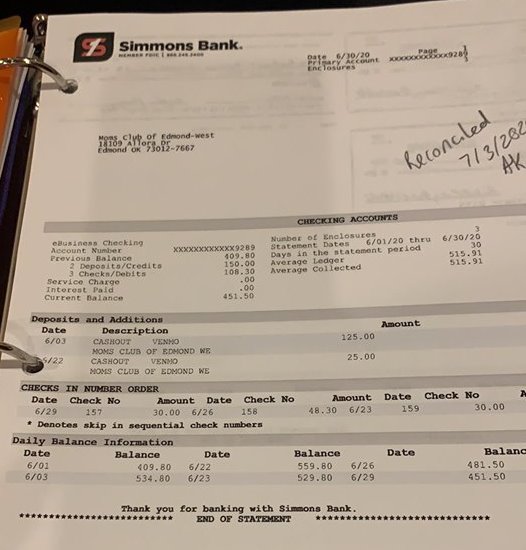 Simmons Bank.
MEMBER FDIC | 866.246.2400
Date 6/30/20 Page 1
Primary Account XXXXXXXXXXXX9289
Enclosures 3
Moms Club Of Edmond-West
18109 Allora Dr
Edmond OK 73012-7667
Reconciled
7/3/202
AK
CHECKING ACCOUNTS
eBusiness Checking Number of Enclosures 3
Account Number XXXXXXXXXXXX9289 Statement Dates 6/01/20 thru 6/30/20
Previous Balance 409.80 Days in the statement period 30
2 Deposits/Credits 150.00 Average Ledger 515.91
3 Checks/Debits 108.30 Average Collected 515.91
Service Charge .00
Interest Paid .00
Current Balance 451.50
Deposits and Additions
Date Description Amount
6/03 CASHOUT VENMO 125.00
MOMS CLUB OF EDMOND WE
6/22 CASHOUT VENMO 25.00
MOMS CLUB OF EDMOND WE
CHECKS IN NUMBER ORDER
Date Check No Amount Date Check No Amount Date Check No A
6/29 157 30.00 6/26 158 48.30 6/23 159 30.00
* Denotes skip in sequential check numbers
Daily Balance Information
Date Balance Date Balance Date Balanc
6/01 409.80 6/22 559.80 6/26 481.50
6/03 534.80 6/23 529.80 6/29 451.50
Thank you for banking with Simmons Bank.
************************** END OF STATEMENT **************************